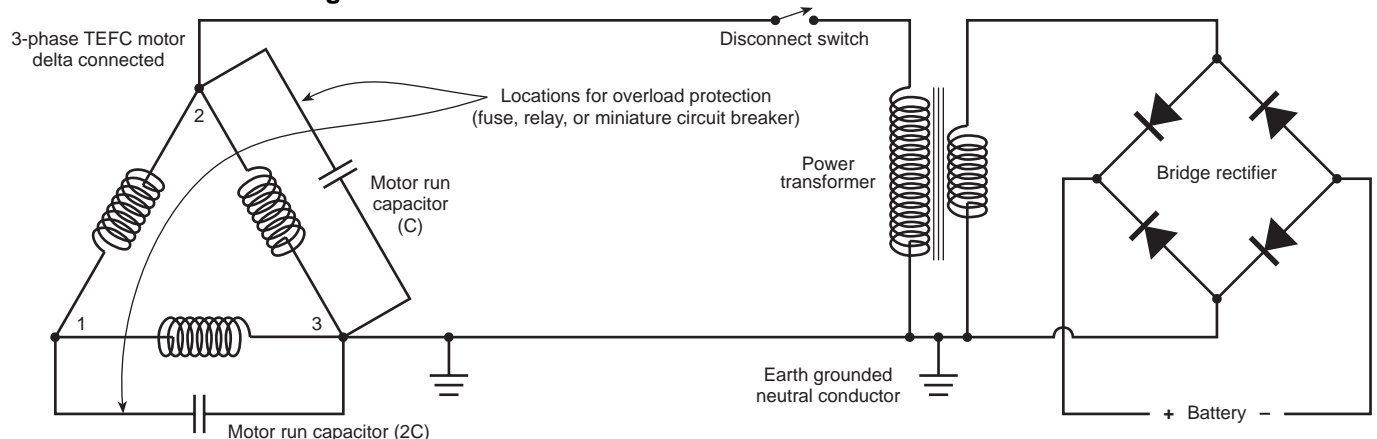 3-phase TEFC motor
delta connected
Disconnect switch
2
Locations for overload protection
(fuse, relay, or miniature circuit breaker)
Motor run
capacitor
(C)
Power
transformer
Bridge rectifier
1
3
Earth grounded
neutral conductor
+ Battery –
Motor run capacitor (2C)